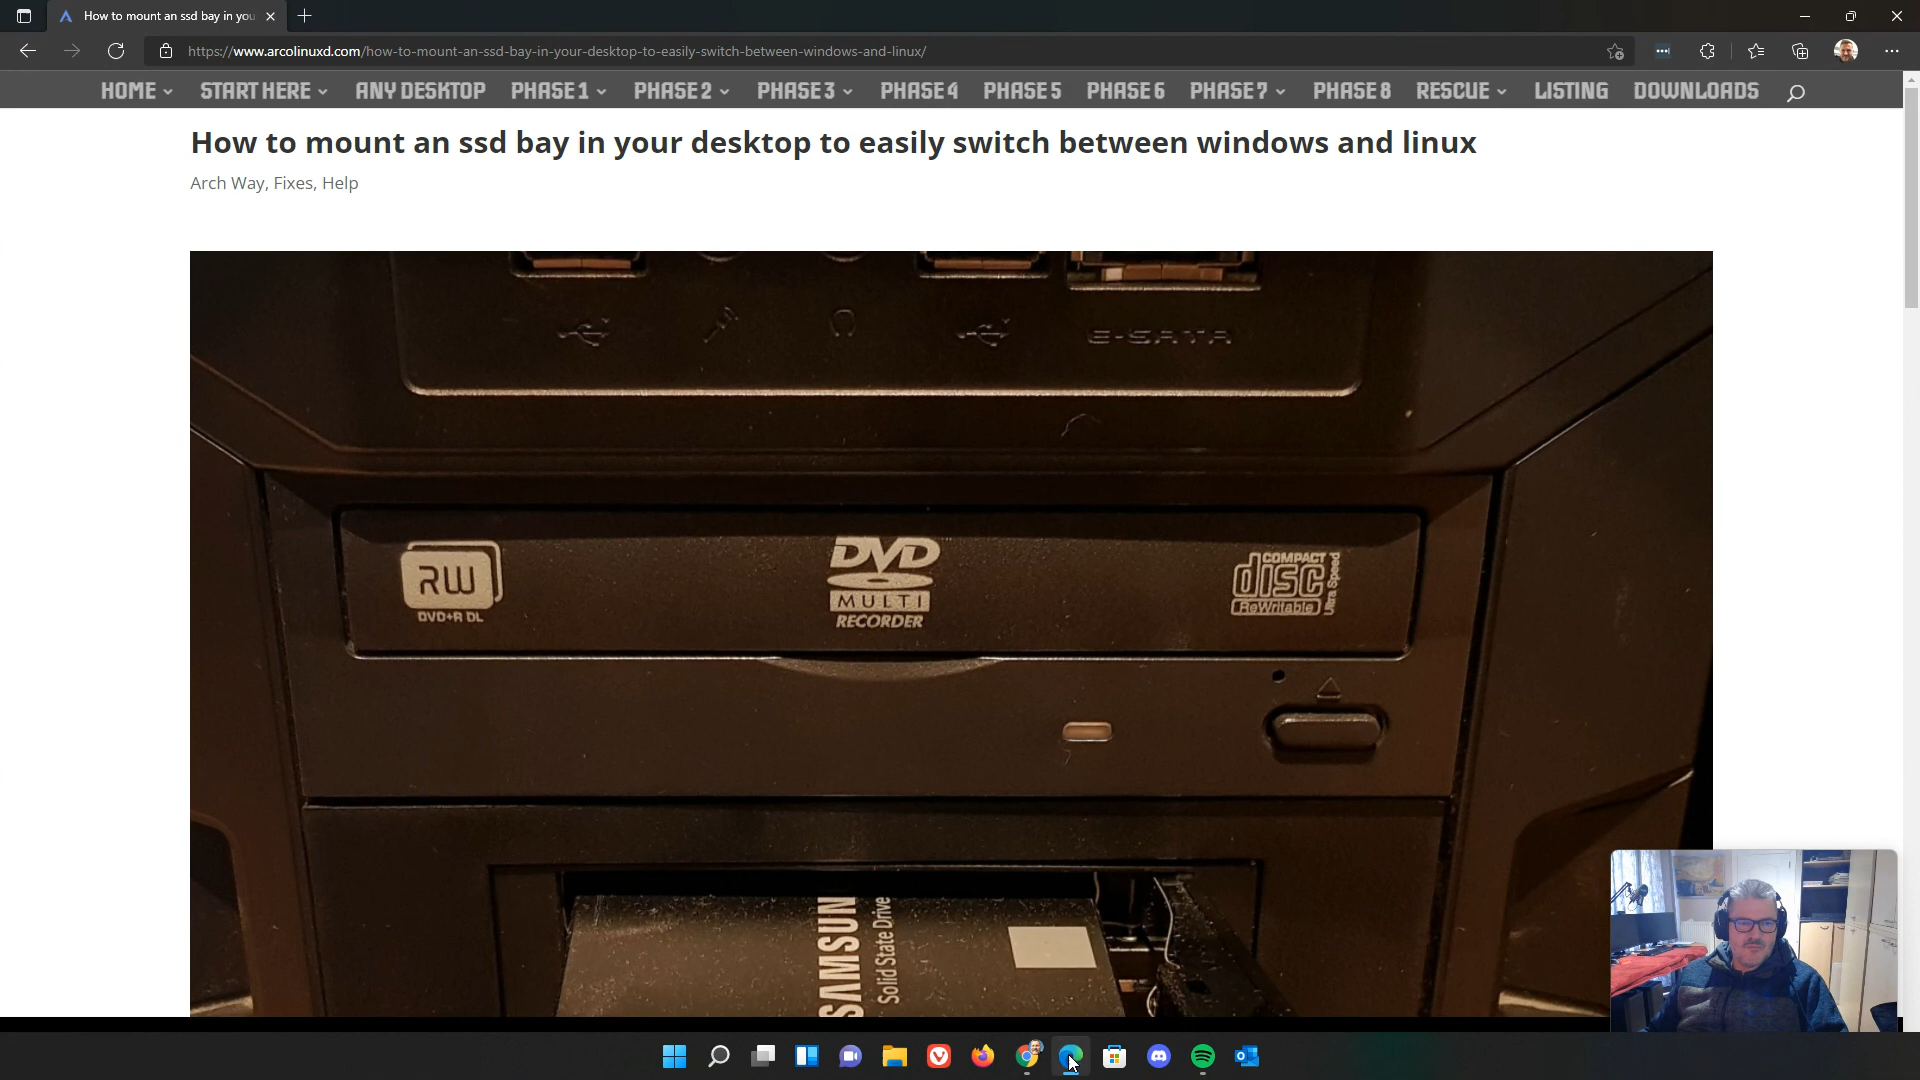 How to mount an ssd bay in you
https://www.arcolinuxd.com/how-to-mount-an-ssd-bay-in-your-desktop-to-easily-switch-between-windows-and-linux/
HOME START HERE ANY DESKTOP PHASE 1 PHASE 2 PHASE 3 PHASE 4 PHASE 5 PHASE 6 PHASE 7 PHASE 8 RESCUE LISTING DOWNLOADS
How to mount an ssd bay in your desktop to easily switch between windows and linux
Arch Way, Fixes, Help
e-SATA
RW
DVD+R DL
DVD
MULTI
RECORDER
COMPACT
disc
ReWritable
Ultra Speed
SAMSUN
Solid State Drive